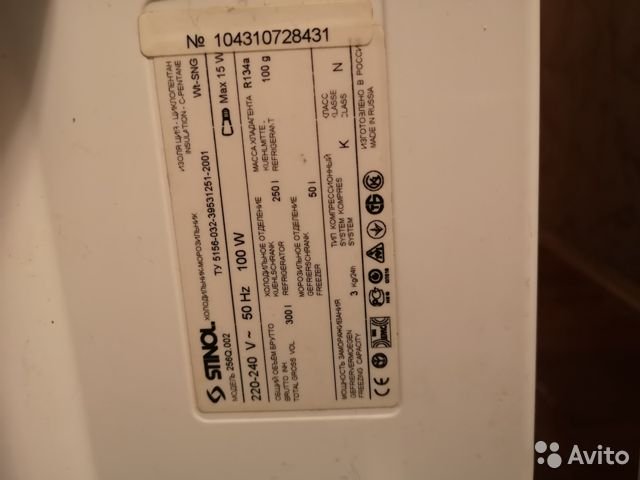 № 104310728431
STINOL
ХОЛОДИЛЬНИК-МОРОЗИЛЬНИК
ИЗОЛЯЦИЯ - ЦИКЛОПЕНТАН
INSULATION - C-PENTANE
МОДЕЛЬ 256Q.002
ТУ 5156-032-39531251-2001
Wt-SNG
220-240 V ~ 50 Hz 100 W
Max 15 W
ОБЩИЙ ОБЪЕМ БРУТТО
BRUTTO INH
TOTAL GROSS VOL
300 l
ХОЛОДИЛЬНОЕ ОТДЕЛЕНИЕ
KUEHLSCHRANK
REFRIGERATOR
250 l
МАССА ХЛАДАГЕНТА
KUEHLMITTE-
REFRIGERANT
R134a
100 g
МОРОЗИЛЬНОЕ ОТДЕЛЕНИЕ
GEFRIERSCHRANK
FREEZER
50 l
МОЩНОСТЬ ЗАМОРАЖИВАНИЯ
GEFRIERVERMOEGEN
FREEZING CAPACITY
3 Kg/24h
ТИП КОМПРЕССИОННЫЙ
SYSTEM KOMPRES
SYSTEM
K
КЛАСС
KLASSE
CLASS
N
CE
ИЗГОТОВЛЕНО В РОССИИ
MADE IN RUSSIA
Avito